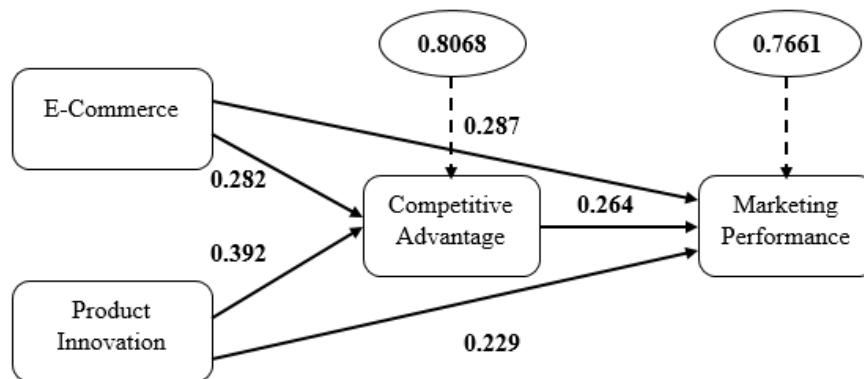 0.8068
0.7661
E-Commerce
0.287
0.282
Competitive
Advantage
0.264
Marketing
Performance
0.392
Product
Innovation
0.229